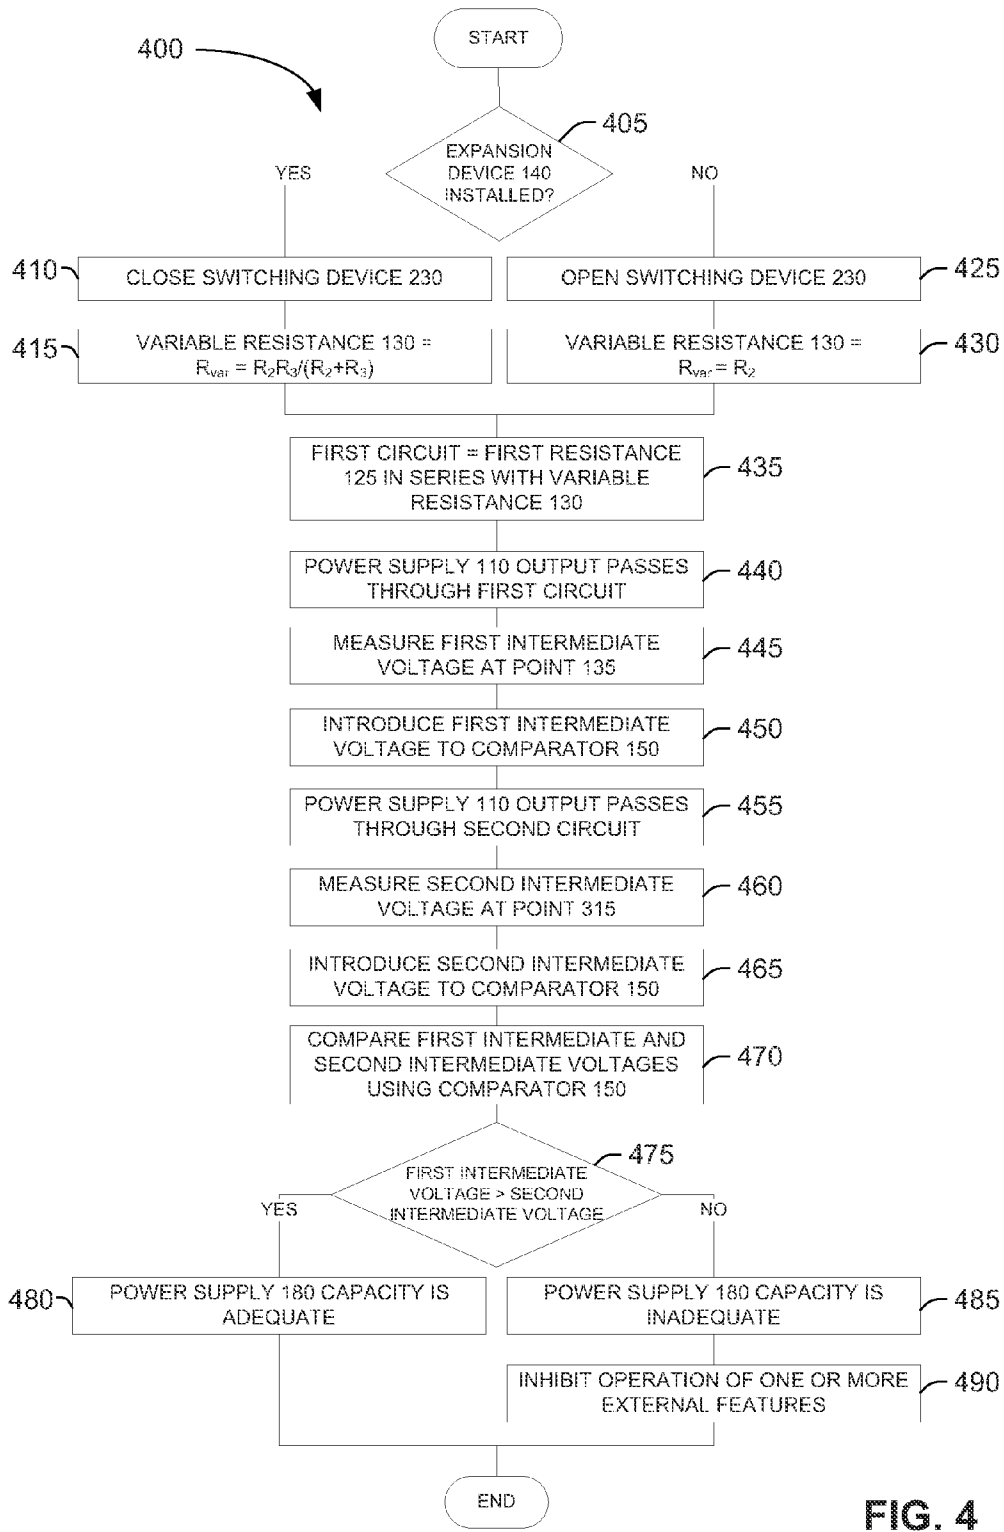 START
400
405
EXPANSION
DEVICE 140
INSTALLED?
YES
NO
410
CLOSE SWITCHING DEVICE 230
OPEN SWITCHING DEVICE 230
425
415
VARIABLE RESISTANCE 130 =
Rvar = R2R3/(R2+R3)
VARIABLE RESISTANCE 130 =
Rvar = R2
430
FIRST CIRCUIT = FIRST RESISTANCE
125 IN SERIES WITH VARIABLE
RESISTANCE 130
435
POWER SUPPLY 110 OUTPUT PASSES
THROUGH FIRST CIRCUIT
440
MEASURE FIRST INTERMEDIATE
VOLTAGE AT POINT 135
445
INTRODUCE FIRST INTERMEDIATE
VOLTAGE TO COMPARATOR 150
450
POWER SUPPLY 110 OUTPUT PASSES
THROUGH SECOND CIRCUIT
455
MEASURE SECOND INTERMEDIATE
VOLTAGE AT POINT 315
460
INTRODUCE SECOND INTERMEDIATE
VOLTAGE TO COMPARATOR 150
465
COMPARE FIRST INTERMEDIATE AND
SECOND INTERMEDIATE VOLTAGES
USING COMPARATOR 150
470
475
FIRST INTERMEDIATE
VOLTAGE > SECOND
INTERMEDIATE VOLTAGE
YES
NO
480
POWER SUPPLY 180 CAPACITY IS
ADEQUATE
POWER SUPPLY 180 CAPACITY IS
INADEQUATE
485
INHIBIT OPERATION OF ONE OR MORE
EXTERNAL FEATURES
490
END
FIG. 4